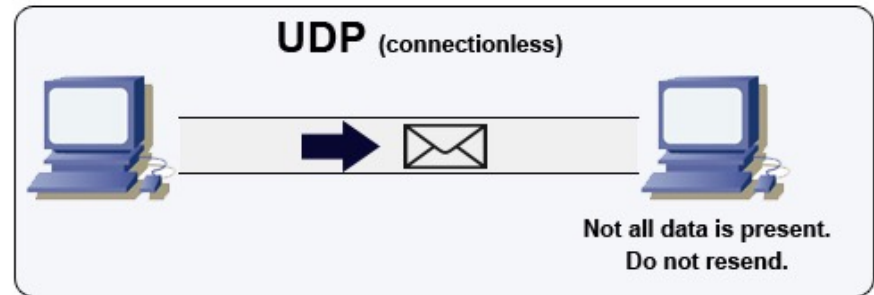 UDP (connectionless)
Not all data is present.
Do not resend.